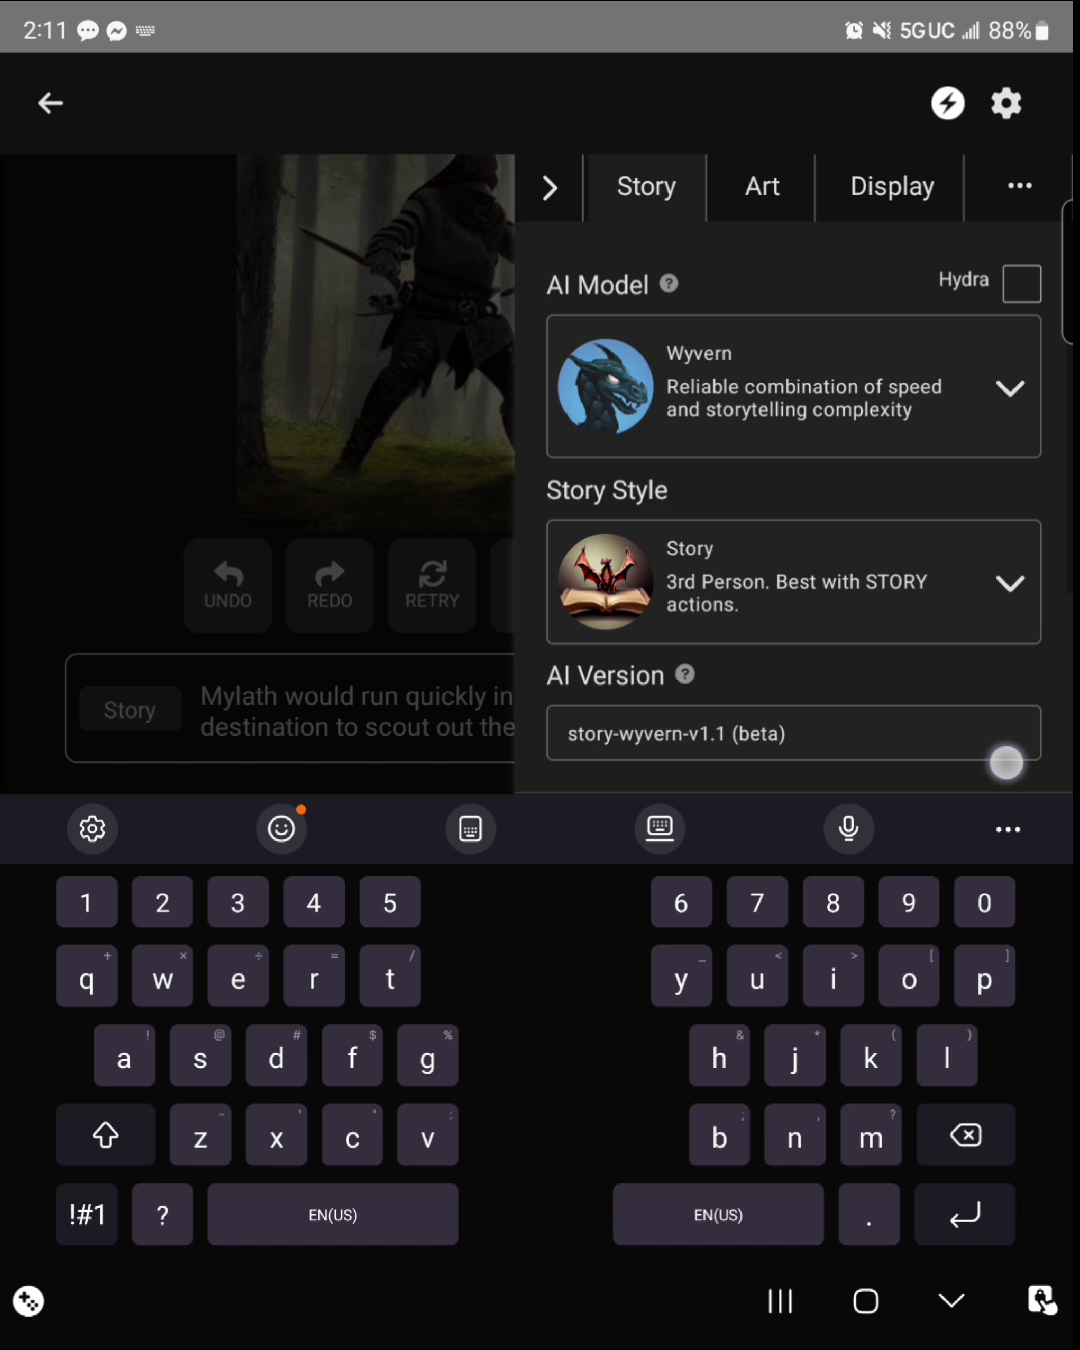 2:11
5G UC 88%
Story Art Display
AI Model
Hydra
Wyvern
Reliable combination of speed
and storytelling complexity
Story Style
Story
3rd Person. Best with STORY
actions.
UNDO REDO RETRY
AI Version
story-wyvern-v1.1 (beta)
Story
Mylath would run quickly in
destination to scout out the
1 2 3 4 5 6 7 8 9 0
q w e r t y u i o p
a s d f g h j k l
z x c v b n m
!#1 ? EN(US) EN(US) .